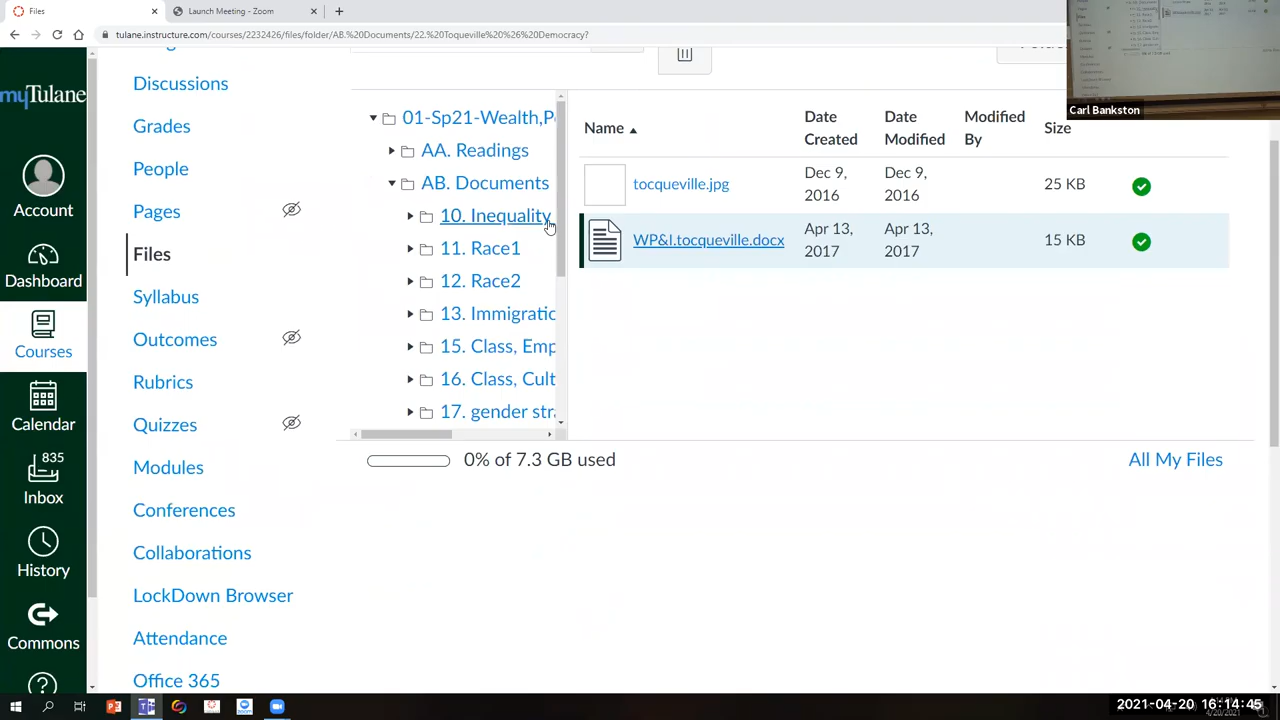 Files
Launch Meeting - Zoom
tulane.instructure.com/courses/2232426/files/folder/AB.%20Documents/22.%20Toqueville%20%26%20Democracy?
myTulane
Account
Dashboard
Courses
Calendar
835
Inbox
History
Commons
Discussions
Grades
People
Pages
Files
Syllabus
Outcomes
Rubrics
Quizzes
Modules
Conferences
Collaborations
LockDown Browser
Attendance
Office 365
01-Sp21-Wealth,P
AA. Readings
AB. Documents
10. Inequality
11. Race1
12. Race2
13. Immigratic
15. Class, Emp
16. Class, Cult
17. gender stra
Name
Date Created
Date Modified
Modified By
Size
tocqueville.jpg
Dec 9, 2016
Dec 9, 2016
25 KB
WP&I.tocqueville.docx
Apr 13, 2017
Apr 13, 2017
15 KB
0% of 7.3 GB used
All My Files
Carl Bankston
2021-04-20 16:14:45